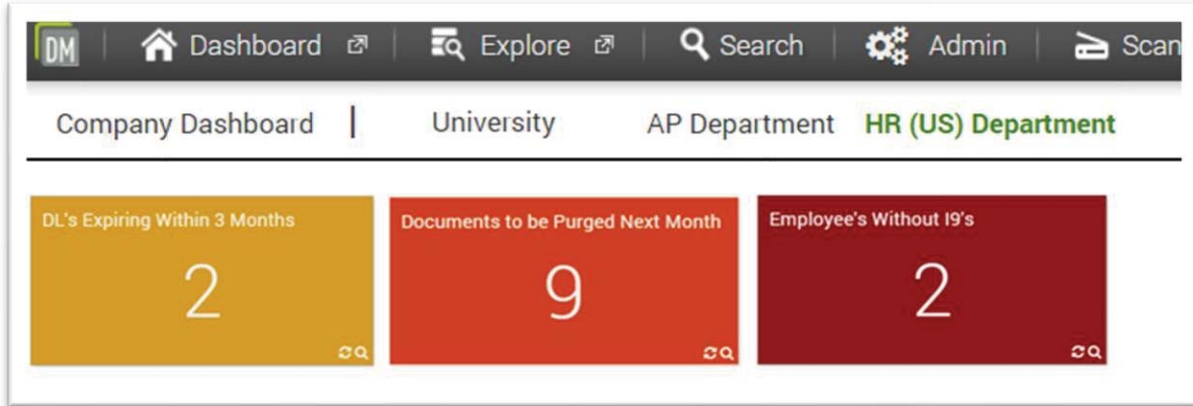 DM Dashboard Explore Search Admin Scan
Company Dashboard | University AP Department HR (US) Department
DL's Expiring Within 3 Months
2
Documents to be Purged Next Month
9
Employee's Without I9's
2